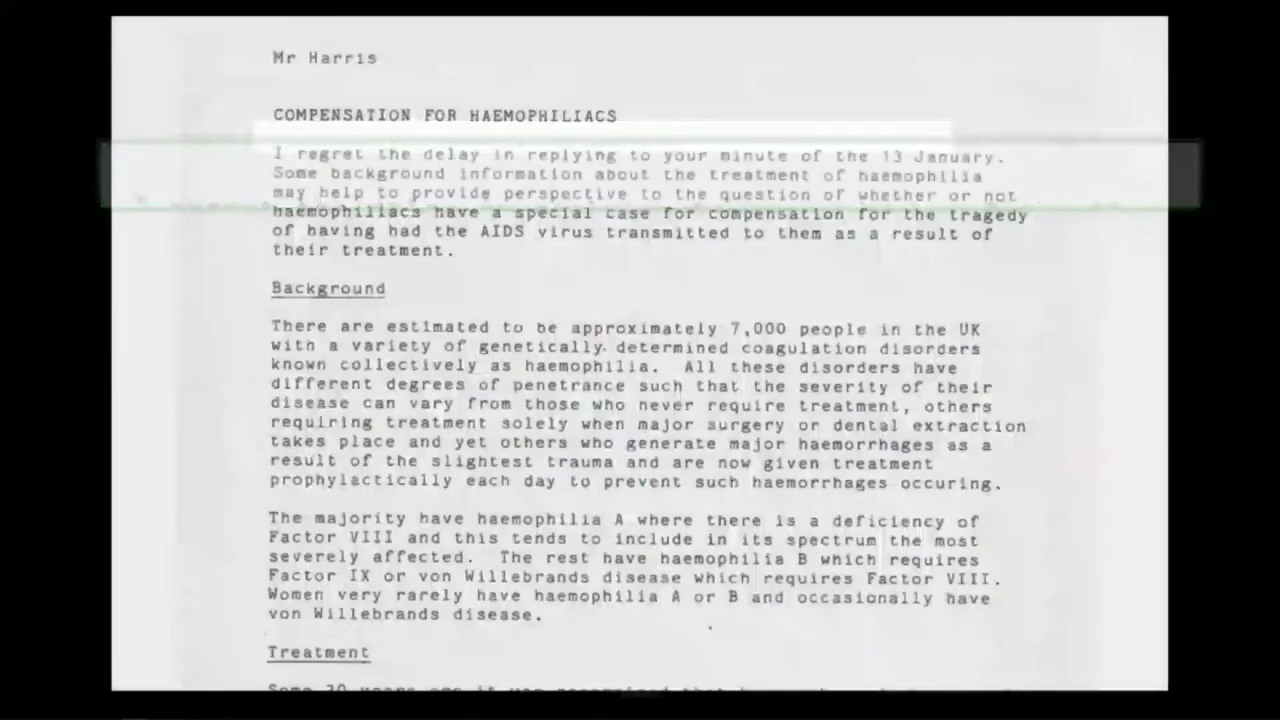 Mr Harris
COMPENSATION FOR HAEMOPHILIACS
I regret the delay in replying to your minute of the 13 January.
Some background information about the treatment of haemophilia
may help to provide perspective to the question of whether or not
haemophiliacs have a special case for compensation for the tragedy
of having had the AIDS virus transmitted to them as a result of
their treatment.
Background
There are estimated to be approximately 7,000 people in the UK
with a variety of genetically determined coagulation disorders
known collectively as haemophilia. All these disorders have
different degrees of penetrance such that the severity of their
disease can vary from those who never require treatment, others
requiring treatment solely when major surgery or dental extraction
takes place and yet others who generate major haemorrhages as a
result of the slightest trauma and are now given treatment
prophylactically each day to prevent such haemorrhages occuring.
The majority have haemophilia A where there is a deficiency of
Factor VIII and this tends to include in its spectrum the most
severely affected. The rest have haemophilia B which requires
Factor IX or von Willebrands disease which requires Factor VIII.
Women very rarely have haemophilia A or B and occasionally have
von Willebrands disease.
Treatment